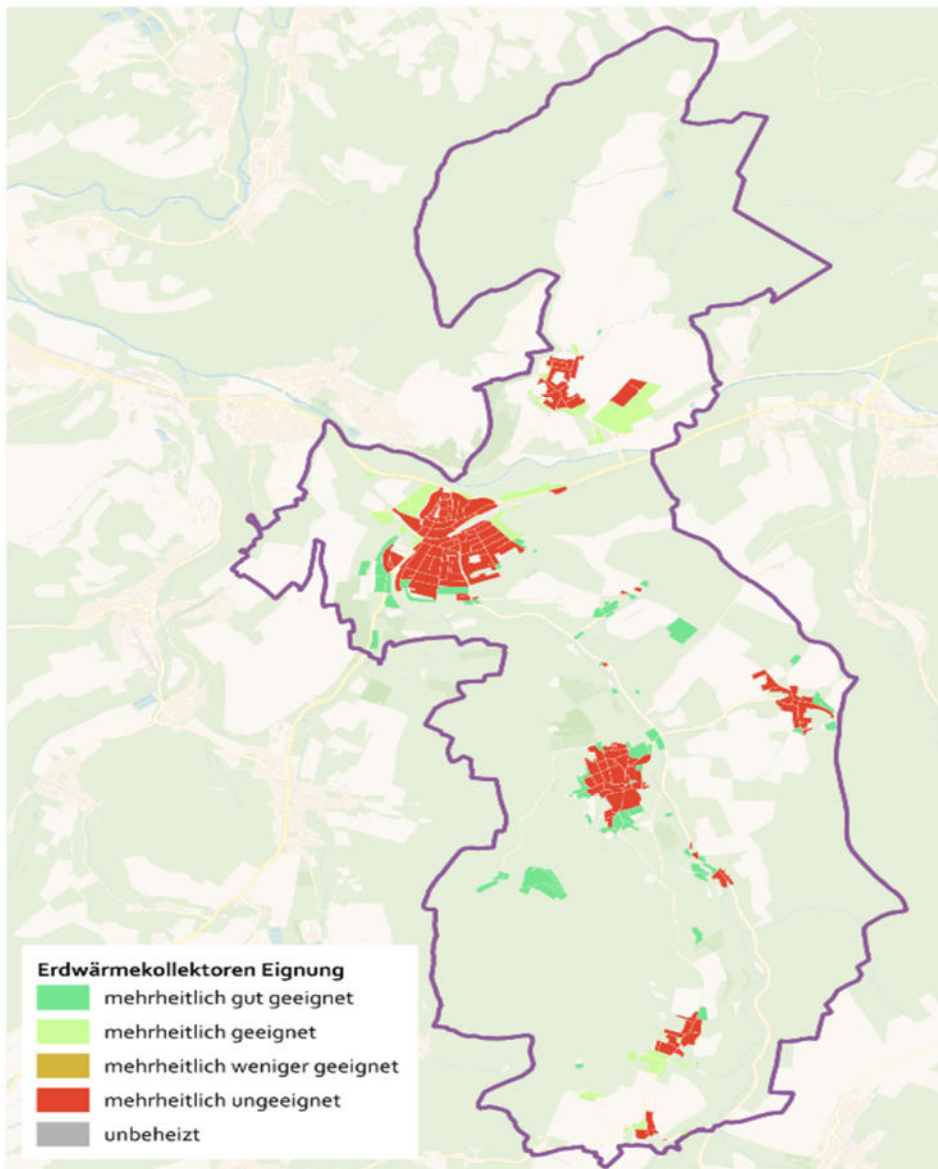 Erdwärmekollektoren Eignung
mehrheitlich gut geeignet
mehrheitlich geeignet
mehrheitlich weniger geeignet
mehrheitlich ungeeignet
unbeheizt